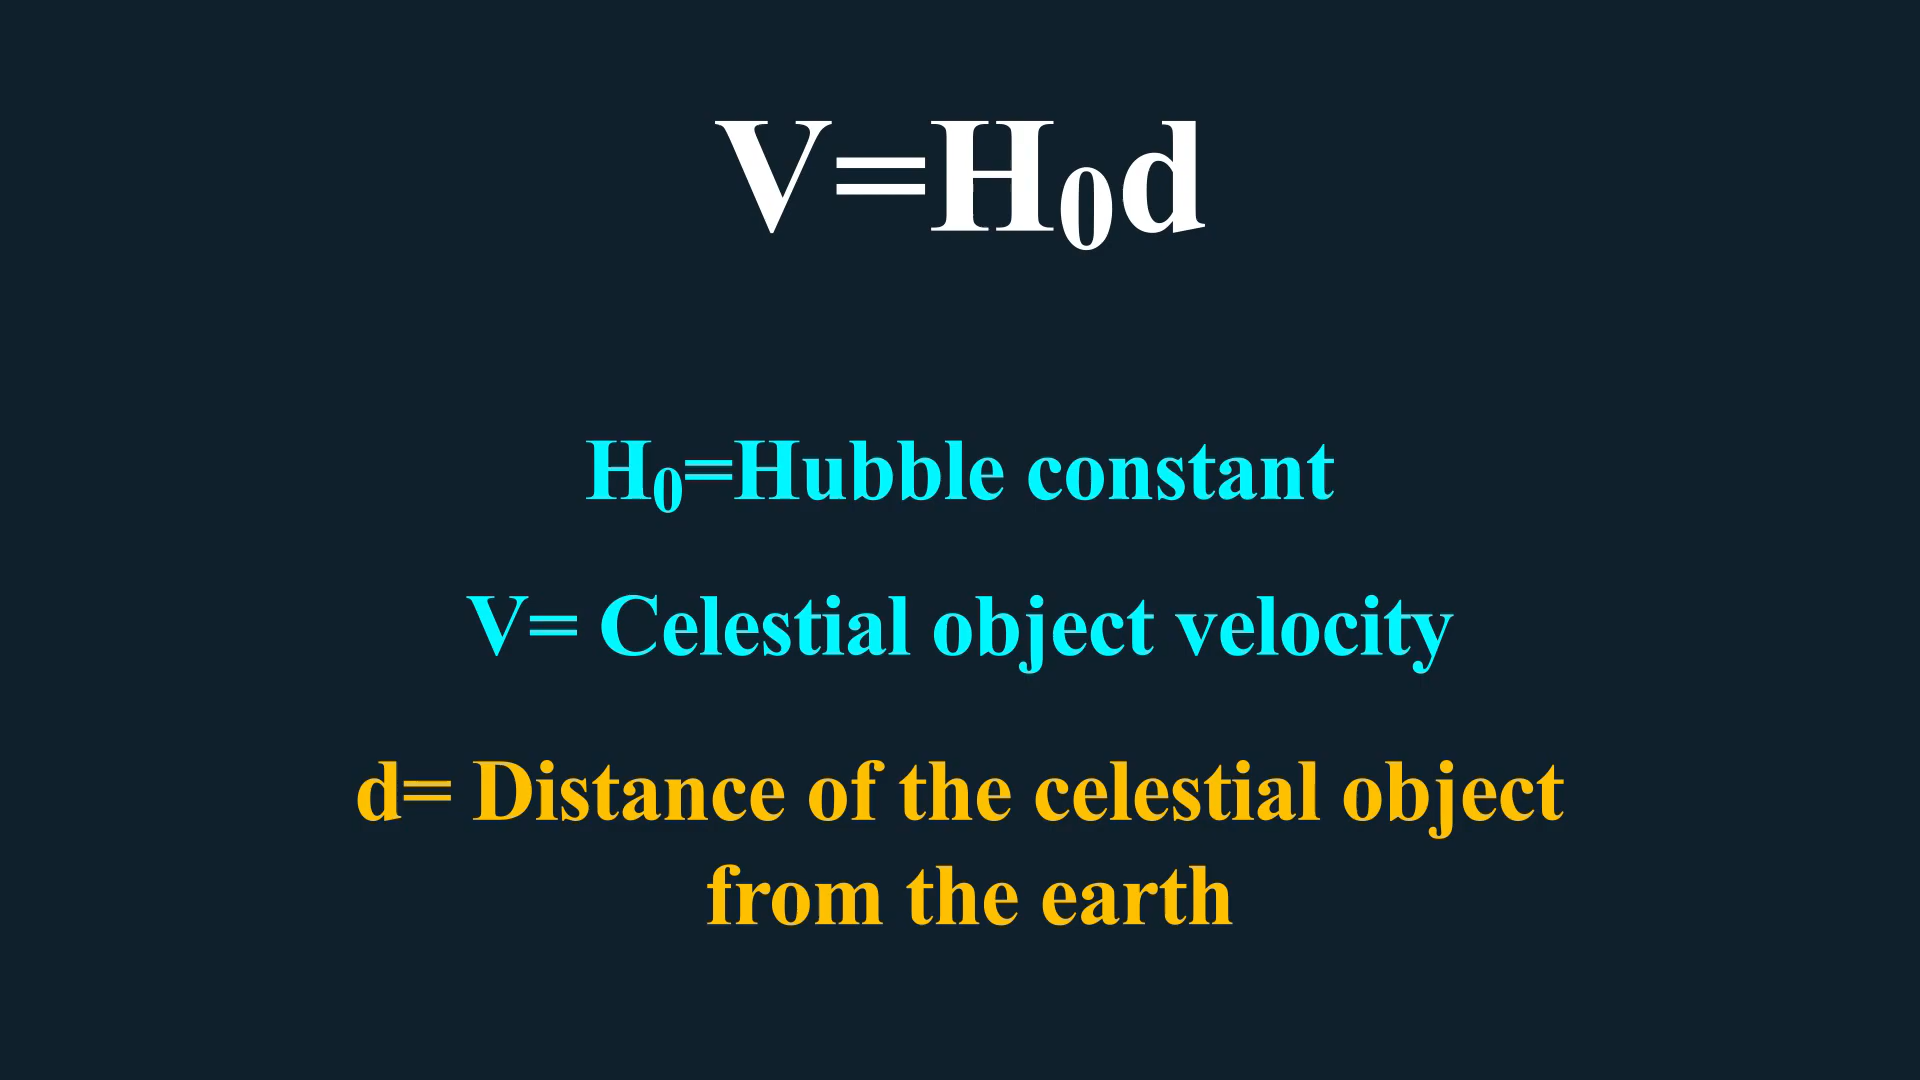 V=H₀d
H₀=Hubble constant
V= Celestial object velocity
d= Distance of the celestial object
from the earth